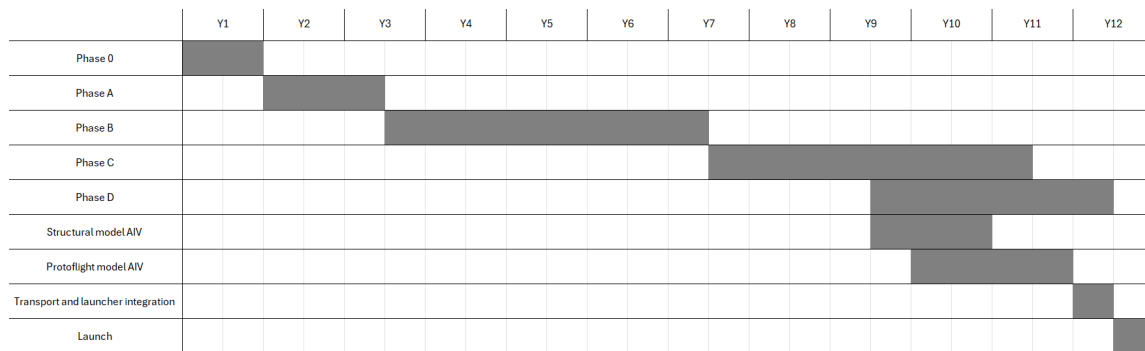 Y1 Y2 Y3 Y4 Y5 Y6 Y7 Y8 Y9 Y10 Y11 Y12
Phase 0
Phase A
Phase B
Phase C
Phase D
Structural model AIV
Protoflight model AIV
Transport and launcher integration
Launch